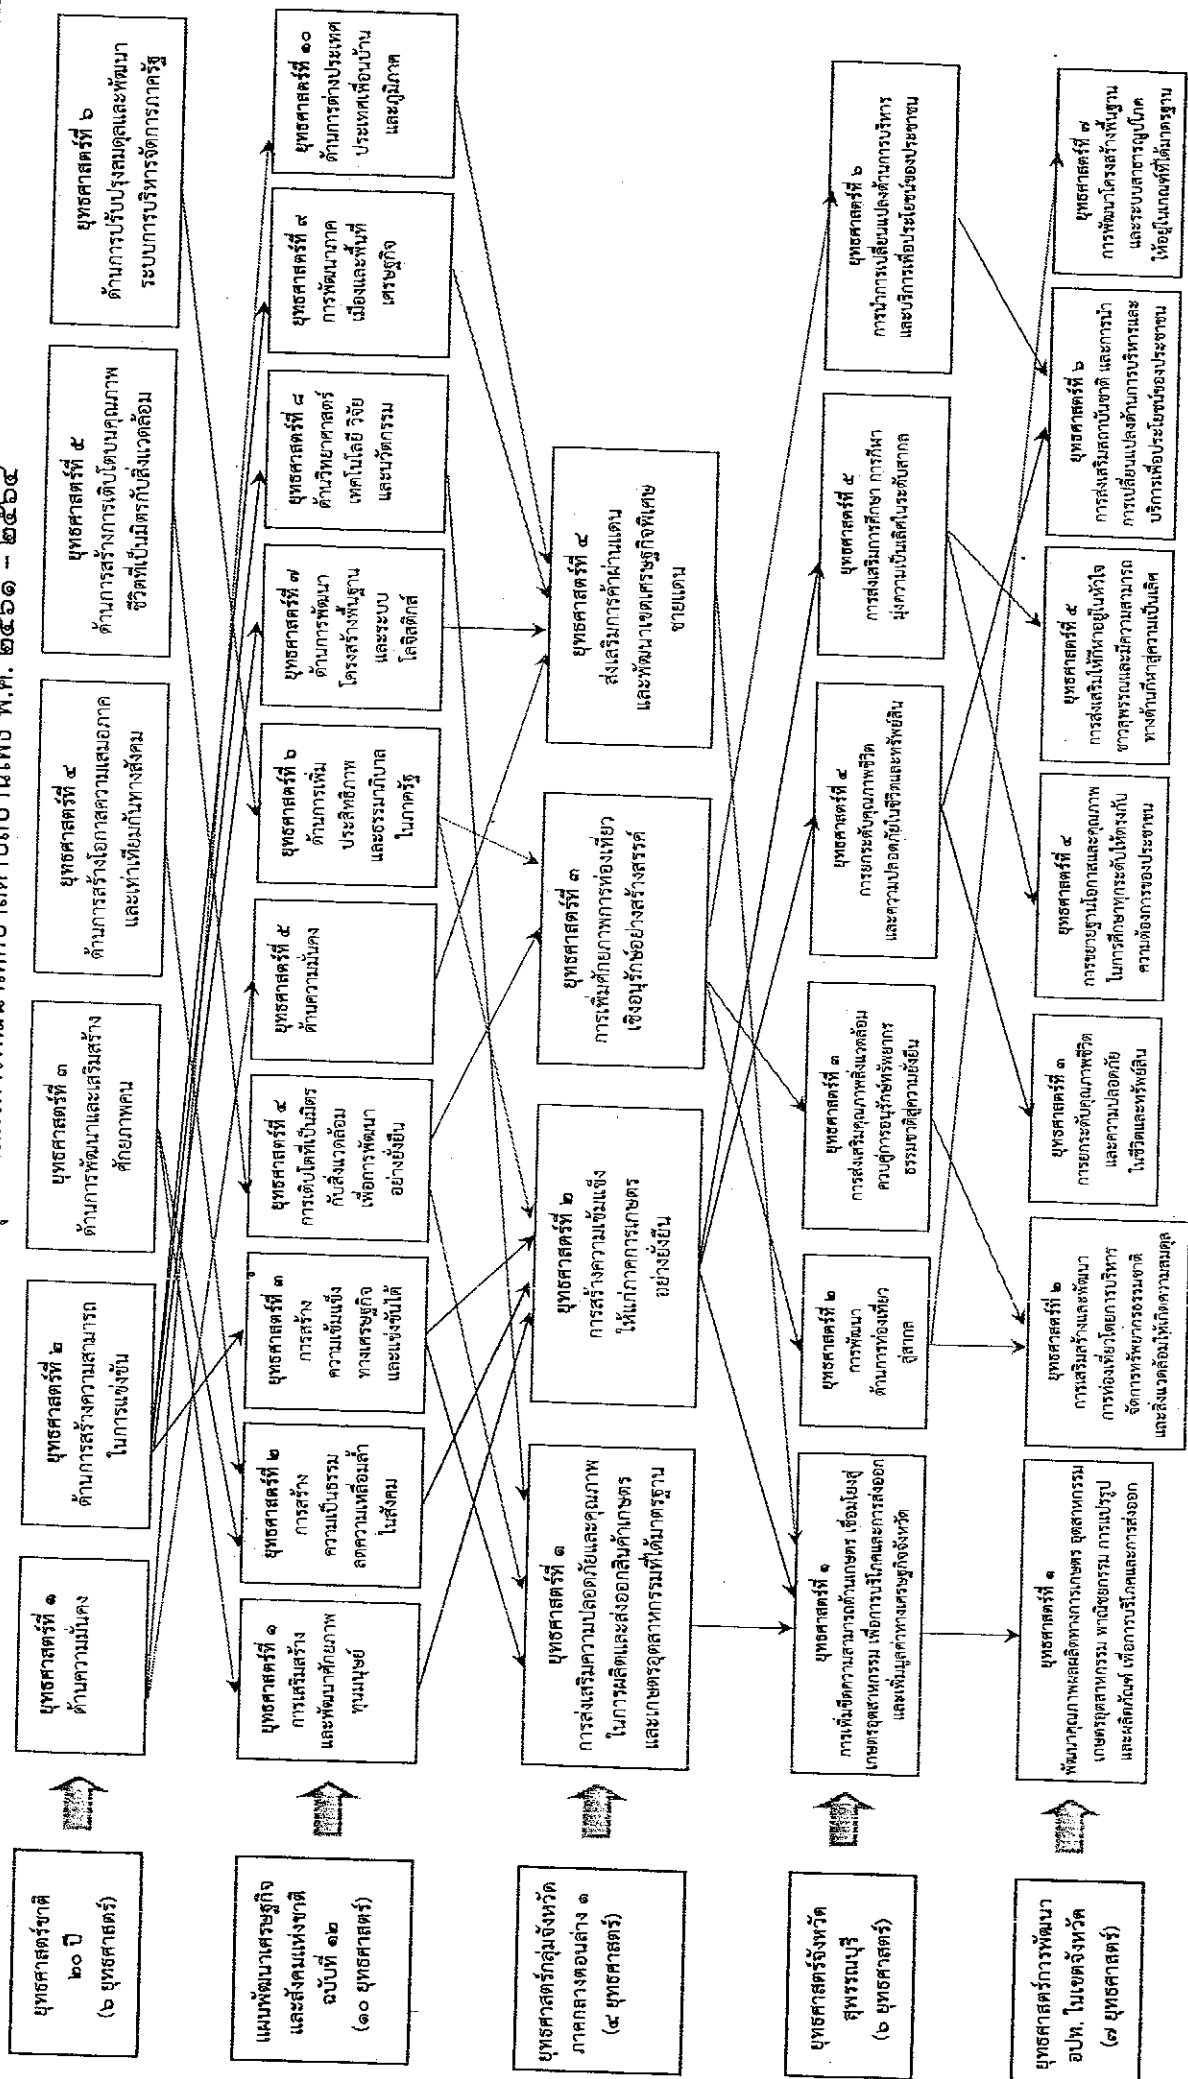 พ.ศ. ๒๕๖๑ - ๒๕๖๔
ยุทธศาสตร์ชาติ
๒๐ ปี
(๖ ยุทธศาสตร์)
ยุทธศาสตร์ที่ ๑
ด้านความมั่นคง
ยุทธศาสตร์ที่ ๒
ด้านการสร้างความสามารถ
ในการแข่งขัน
ยุทธศาสตร์ที่ ๓
ด้านการพัฒนาและเสริมสร้าง
ศักยภาพคน
ยุทธศาสตร์ที่ ๔
ด้านการสร้างโอกาสความเสมอภาค
และเท่าเทียมกันทางสังคม
ยุทธศาสตร์ที่ ๕
ด้านการสร้างการเติบโตบนคุณภาพ
ชีวิตที่เป็นมิตรกับสิ่งแวดล้อม
ยุทธศาสตร์ที่ ๖
ด้านการปรับปรุงสมดุลและพัฒนา
ระบบการบริหารจัดการภาครัฐ
แผนพัฒนาเศรษฐกิจ
และสังคมแห่งชาติ
ฉบับที่ ๑๒
(๑๐ ยุทธศาสตร์)
ยุทธศาสตร์ที่ ๑
การเสริมสร้าง
และพัฒนาศักยภาพ
ทุนมนุษย์
ยุทธศาสตร์ที่ ๒
การสร้าง
ความเป็นธรรม
ลดความเหลื่อมล้ำ
ในสังคม
ยุทธศาสตร์ที่ ๓
การสร้าง
ความเข้มแข็ง
ทางเศรษฐกิจ
และแข่งขันได้
ยุทธศาสตร์ที่ ๔
การเติบโตที่เป็นมิตร
กับสิ่งแวดล้อม
เพื่อการพัฒนา
อย่างยั่งยืน
ยุทธศาสตร์ที่ ๕
ด้านความมั่นคง
ยุทธศาสตร์ที่ ๖
ด้านการเพิ่ม
ประสิทธิภาพ
และธรรมาภิบาล
ในภาครัฐ
ยุทธศาสตร์ที่ ๗
ด้านการพัฒนา
โครงสร้างพื้นฐาน
และระบบ
โลจิสติกส์
ยุทธศาสตร์ที่ ๘
ด้านวิทยาศาสตร์
เทคโนโลยี วิจัย
และนวัตกรรม
ยุทธศาสตร์ที่ ๙
การพัฒนาภาค
เมืองและพื้นที่
เศรษฐกิจ
ยุทธศาสตร์ที่ ๑๐
ด้านการต่างประเทศ
ประเทศเพื่อนบ้าน
และภูมิภาค
ยุทธศาสตร์กลุ่มจังหวัด
ภาคกลางตอนล่าง ๑
(๔ ยุทธศาสตร์)
ยุทธศาสตร์ที่ ๑
การส่งเสริมความปลอดภัยและคุณภาพ
ในการผลิตและส่งออกสินค้าเกษตร
และเกษตรอุตสาหกรรมที่ได้มาตรฐาน
ยุทธศาสตร์ที่ ๒
การสร้างความเข้มแข็ง
ให้แก่ภาคการเกษตร
อย่างยั่งยืน
ยุทธศาสตร์ที่ ๓
การเพิ่มศักยภาพการท่องเที่ยว
เชิงอนุรักษ์อย่างสร้างสรรค์
ยุทธศาสตร์ที่ ๔
ส่งเสริมการค้าผ่านแดน
และพัฒนาเขตเศรษฐกิจพิเศษ
ชายแดน
ยุทธศาสตร์จังหวัด
สุพรรณบุรี
(๖ ยุทธศาสตร์)
ยุทธศาสตร์ที่ ๑
การเพิ่มขีดความสามารถด้านเกษตร เชื่อมโยงสู่
เกษตรอุตสาหกรรม เพื่อการบริโภคและการส่งออก
และเพิ่มมูลค่าทางเศรษฐกิจจังหวัด
ยุทธศาสตร์ที่ ๒
การพัฒนา
ด้านการท่องเที่ยว
สู่สากล
ยุทธศาสตร์ที่ ๓
การส่งเสริมคุณภาพสิ่งแวดล้อม
ควบคู่การอนุรักษ์ทรัพยากร
ธรรมชาติสู่ความยั่งยืน
ยุทธศาสตร์ที่ ๔
การยกระดับคุณภาพชีวิต
และความปลอดภัยในชีวิตและทรัพย์สิน
ยุทธศาสตร์ที่ ๕
การส่งเสริมการศึกษา การกีฬา
มุ่งความเป็นเลิศในระดับสากล
ยุทธศาสตร์ที่ ๖
การนำการเปลี่ยนแปลงด้านการบริหาร
และบริการเพื่อประโยชน์ของประชาชน
ยุทธศาสตร์การพัฒนา
อปท. ในเขตจังหวัด
(๗ ยุทธศาสตร์)
ยุทธศาสตร์ที่ ๑
พัฒนาคุณภาพผลผลิตทางการเกษตร อุตสาหกรรม
เกษตรอุตสาหกรรม พาณิชยกรรม การแปรรูป
และผลิตภัณฑ์ เพื่อการบริโภคและการส่งออก
ยุทธศาสตร์ที่ ๒
การเสริมสร้างและพัฒนา
การท่องเที่ยวโดยการบริหาร
จัดการทรัพยากรธรรมชาติ
และสิ่งแวดล้อมให้เกิดความสมดุล
ยุทธศาสตร์ที่ ๓
การยกระดับคุณภาพชีวิต
และความปลอดภัย
ในชีวิตและทรัพย์สิน
ยุทธศาสตร์ที่ ๔
การขยายฐานโอกาสและคุณภาพ
ในการศึกษาทุกระดับให้ตรงกับ
ความต้องการของประชาชน
ยุทธศาสตร์ที่ ๕
การส่งเสริมให้กีฬาอยู่ในหัวใจ
ชาวสุพรรณและมีความสามารถ
ทางด้านกีฬาสู่ความเป็นเลิศ
ยุทธศาสตร์ที่ ๖
การส่งเสริมสถาบันชาติ และการนำ
การเปลี่ยนแปลงด้านการบริหารและ
บริการเพื่อประโยชน์ของประชาชน
ยุทธศาสตร์ที่ ๗
การพัฒนาโครงสร้างพื้นฐาน
และระบบสาธารณูปโภค
ให้อยู่ในเกณฑ์ที่ได้มาตรฐาน